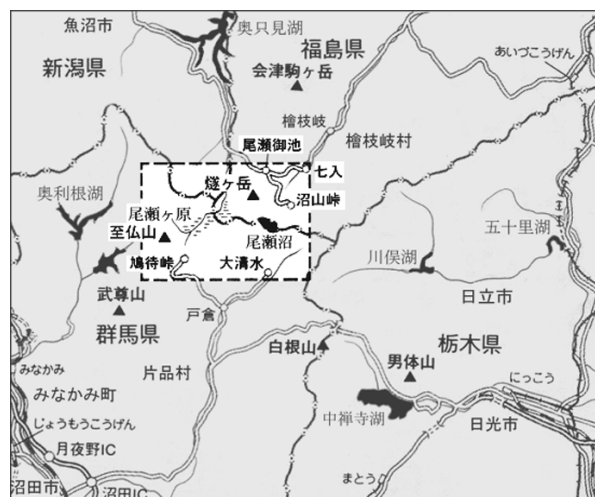 魚沼市
奥只見湖
福島県
あいづこうげん
新潟県
会津駒ヶ岳
檜枝岐
檜枝岐村
尾瀬御池
七入
燧ヶ岳
沼山峠
奥利根湖
尾瀬ヶ原
至仏山
尾瀬沼
五十里湖
川俣湖
鳩待峠
大清水
日立市
武尊山
戸倉
群馬県
白根山
栃木県
男体山
みなかみ
片品村
にっこう
みなかみ町
中禅寺湖
日光市
じょうもうこうげん
月夜野IC
まとう
沼田市
沼田IC